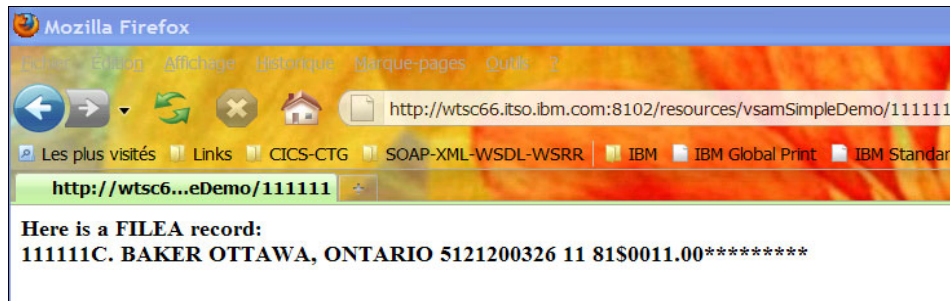 Mozilla Firefox
Édition Affichage Historique Marque-pages Outils ?
http://wtsc66.itso.ibm.com:8102/resources/vsamSimpleDemo/111111
Les plus visités Links CICS-CTG SOAP-XML-WSDL-WSRR IBM IBM Global Print IBM Standar
http://wtsc6...eDemo/111111
Here is a FILEA record:
111111C. BAKER OTTAWA, ONTARIO 5121200326 11 81$0011.00*********